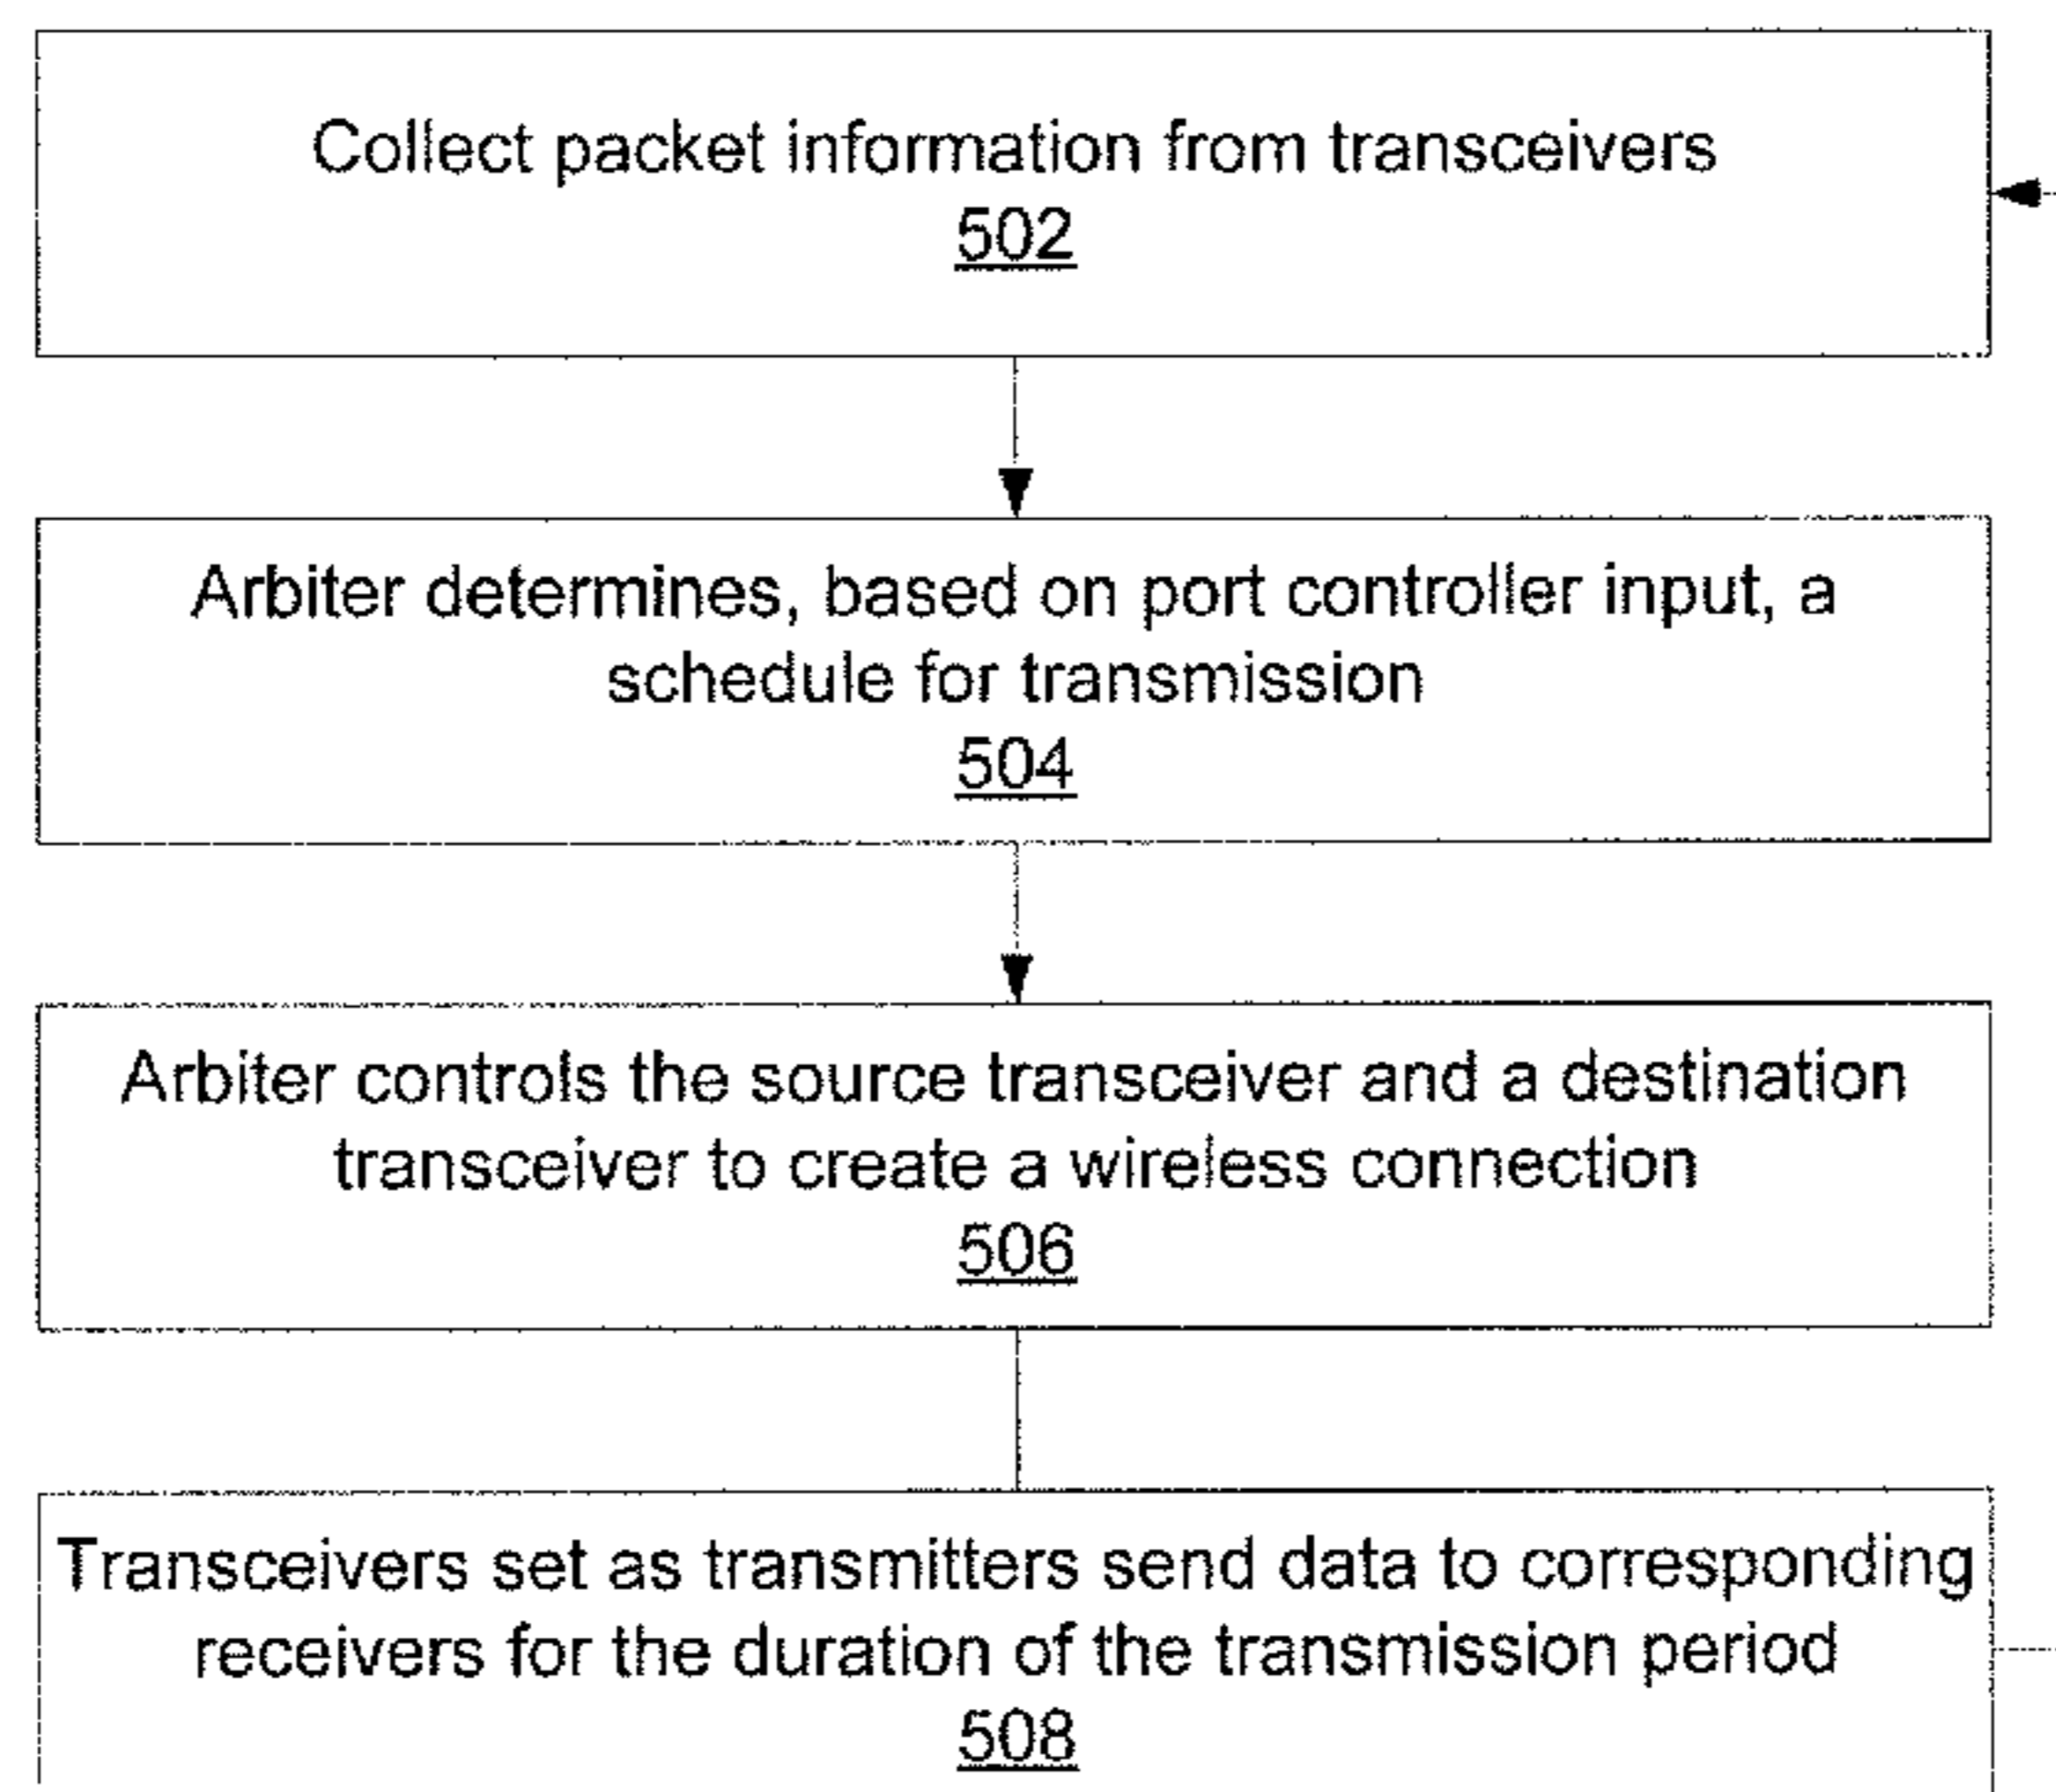 Collect packet information from transceivers
502
Arbiter determines, based on port controller input, a
schedule for transmission
504
Arbiter controls the source transceiver and a destination
transceiver to create a wireless connection
506
Transceivers set as transmitters send data to corresponding
receivers for the duration of the transmission period
508